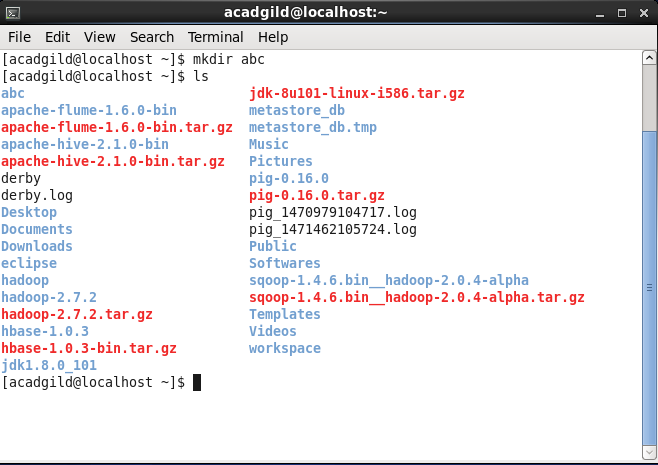 acadgild@localhost:~
File Edit View Search Terminal Help
[acadgild@localhost ~]$ mkdir abc
[acadgild@localhost ~]$ ls
abc jdk-8u101-linux-i586.tar.gz
apache-flume-1.6.0-bin metastore_db
apache-flume-1.6.0-bin.tar.gz metastore_db.tmp
apache-hive-2.1.0-bin Music
apache-hive-2.1.0-bin.tar.gz Pictures
derby pig-0.16.0
derby.log pig-0.16.0.tar.gz
Desktop pig_1470979104717.log
Documents pig_1471462105724.log
Downloads Public
eclipse Softwares
hadoop sqoop-1.4.6.bin__hadoop-2.0.4-alpha
hadoop-2.7.2 sqoop-1.4.6.bin__hadoop-2.0.4-alpha.tar.gz
hadoop-2.7.2.tar.gz Templates
hbase-1.0.3 Videos
hbase-1.0.3-bin.tar.gz workspace
jdk1.8.0_101
[acadgild@localhost ~]$